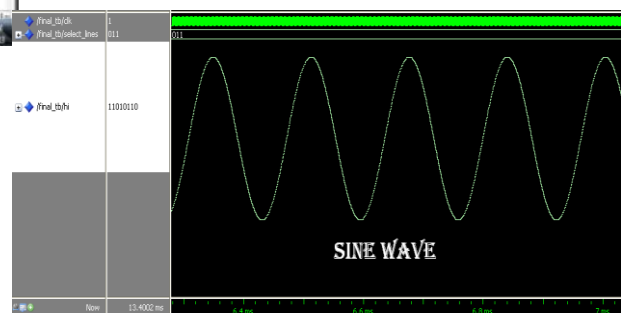 /final_tb/clk 1
/final_tb/select_lines 011 011
/final_tb/hi 11010110
SINE WAVE
Now 13.4002 ms 6.4 ms 6.6 ms 6.8 ms 7 ms